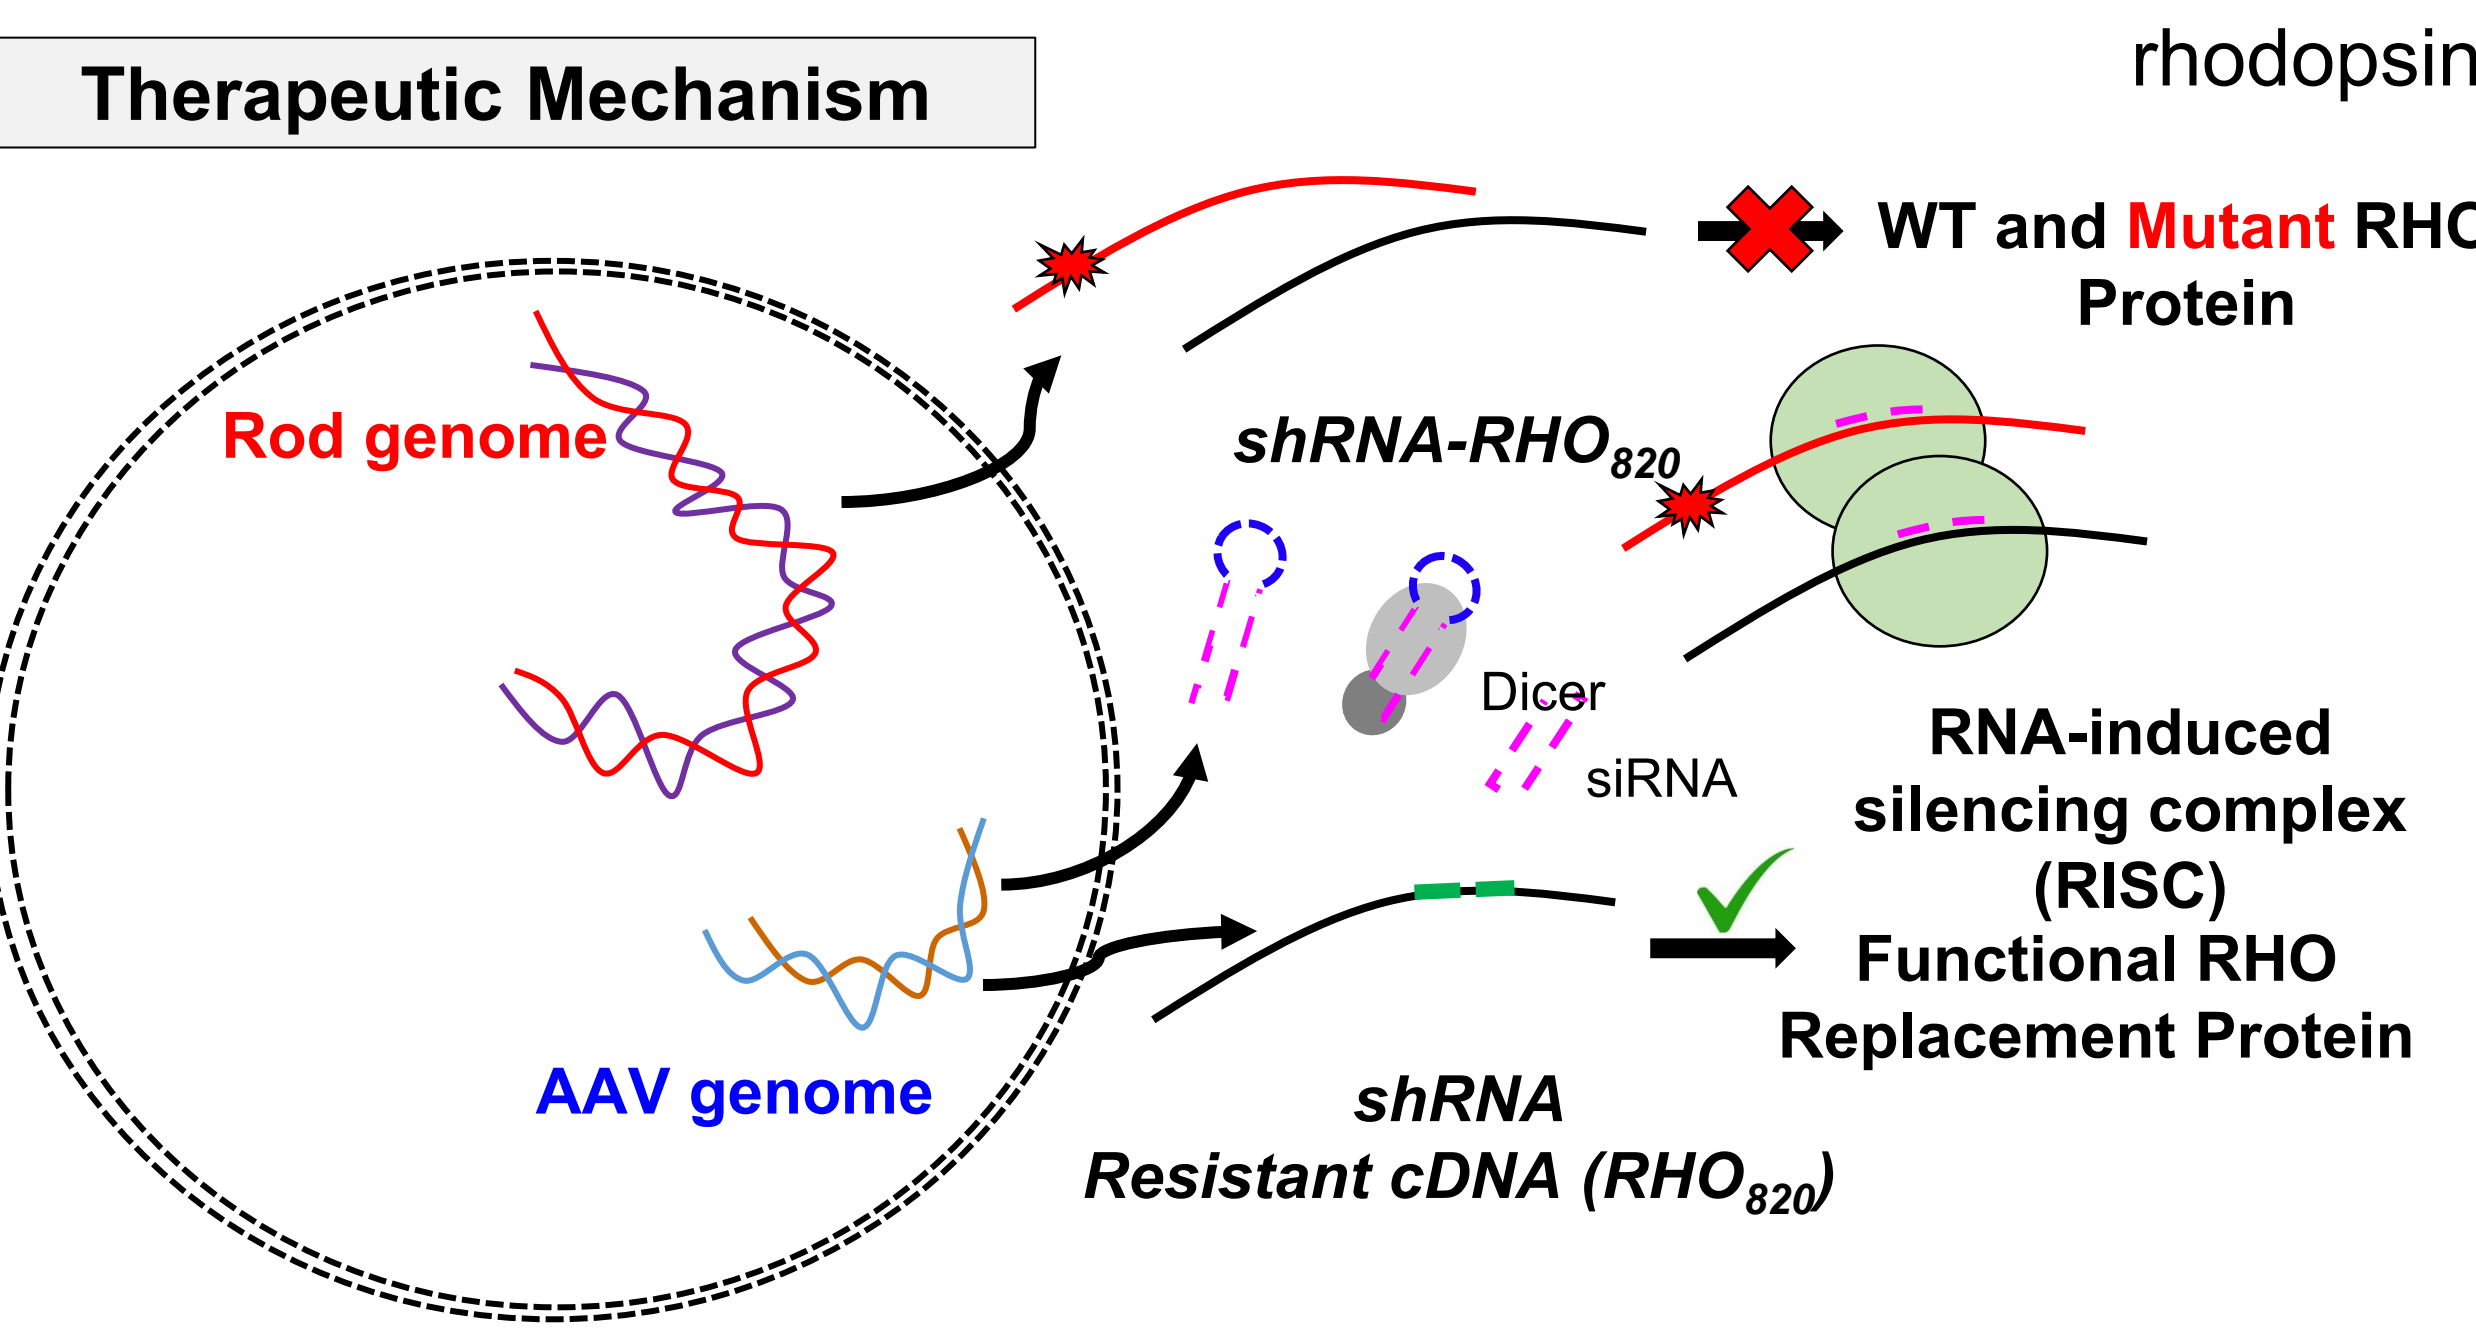 Therapeutic Mechanism
rhodopsin
WT and Mutant RHO
Protein
Rod genome
shRNA-RHO820
Dicer
siRNA
RNA-induced
silencing complex
(RISC)
Functional RHO
Replacement Protein
AAV genome
shRNA
Resistant cDNA (RHO820)